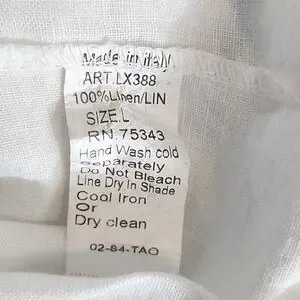 Made in italy
ART.LX388
100%Linen/LIN
SIZE.L
RN.75343
Hand Wash cold
Separately
Do Not Bleach
Line Dry In Shade
Cool Iron
Or
Dry clean
02-84-TAO